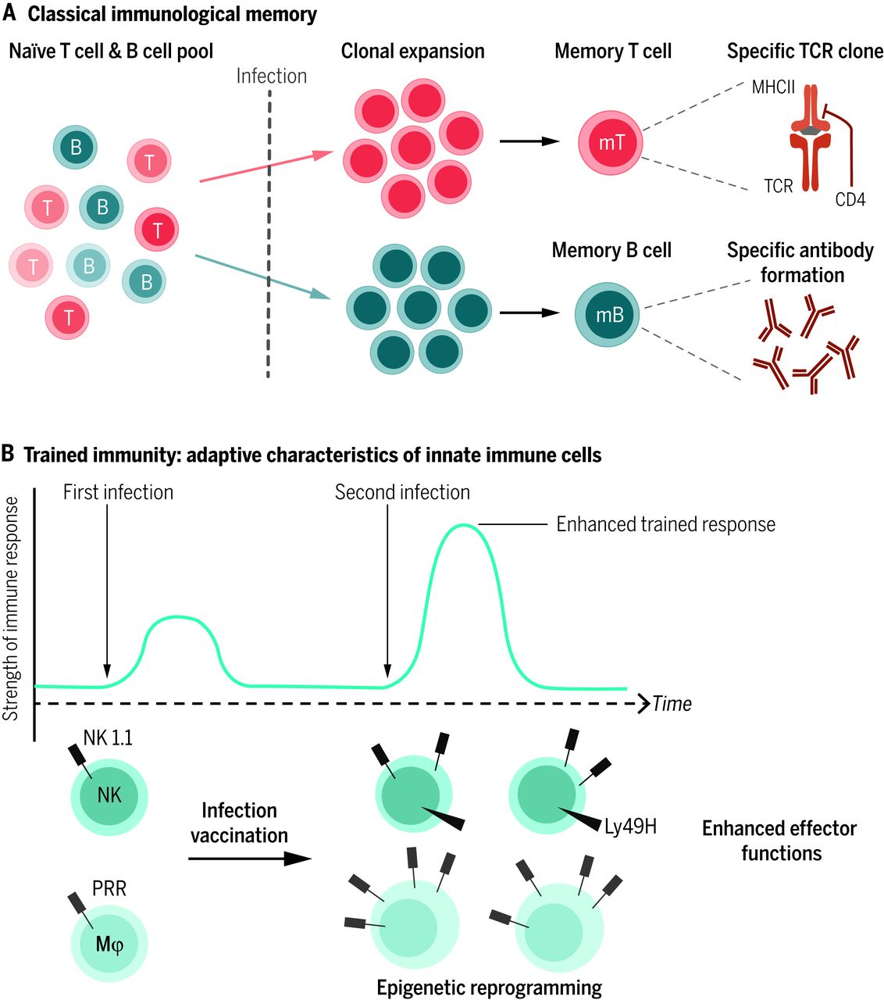 A Classical immunological memory
Naïve T cell & B cell pool
Clonal expansion
Memory T cell
Specific TCR clone
Infection
MHCII
B
T
mT
T
B
T
TCR
CD4
T
B
B
T
Memory B cell
Specific antibody
formation
mB
B Trained immunity: adaptive characteristics of innate immune cells
First infection
Second infection
Enhanced trained response
Strength of immune response
Time
NK 1.1
NK
Infection
vaccination
Ly49H
Enhanced effector
functions
PRR
Mφ
Epigenetic reprogramming